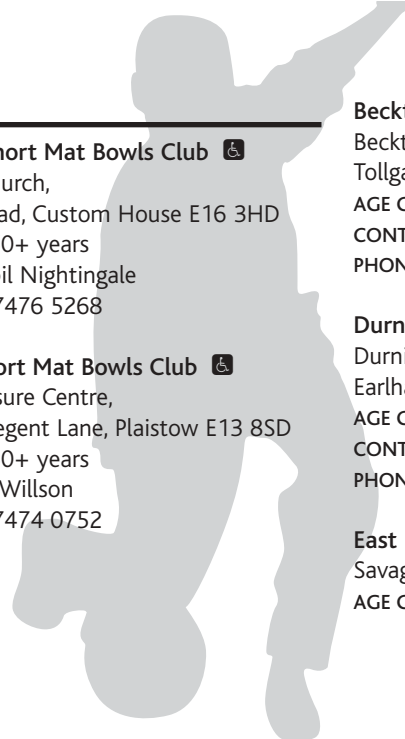 hort Mat Bowls Club
urch,
ad, Custom House E16 3HD
0+ years
il Nightingale
7476 5268
ort Mat Bowls Club
sure Centre,
egent Lane, Plaistow E13 8SD
0+ years
Willson
7474 0752
Beckt
Beckt
Tollga
AGE G
CONT
PHON
Durni
Durni
Earlha
AGE G
CONT
PHON
East
Savag
AGE G